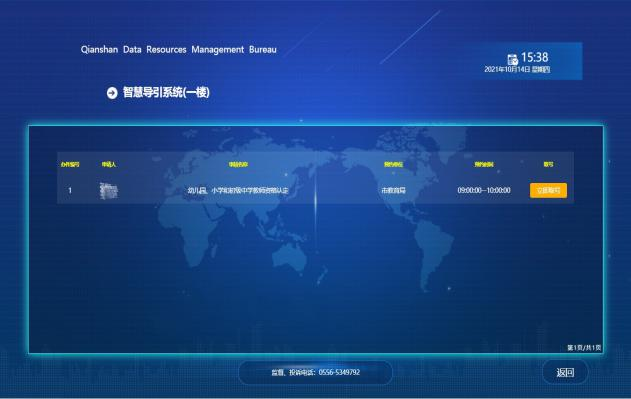 Qianshan Data Resources Management Bureau
15:38
2021年10月14日 星期四
智慧导引系统(一楼)
办件编号 申请人 申请名称 预约单位 预约时间 取号
1 幼儿园、小学和初级中学教师资格认定 市教育局 09:00:00--10:00:00 立即取号
第1页/共1页
监督、投诉电话: 0556-5349792
返回